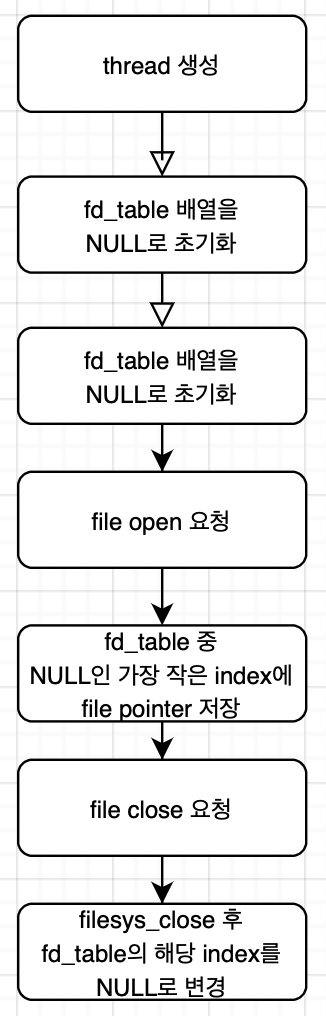 thread 생성
fd_table 배열을
NULL로 초기화
fd_table 배열을
NULL로 초기화
file open 요청
fd_table 중
NULL인 가장 작은 index에
file pointer 저장
file close 요청
filesys_close 후
fd_table의 해당 index를
NULL로 변경